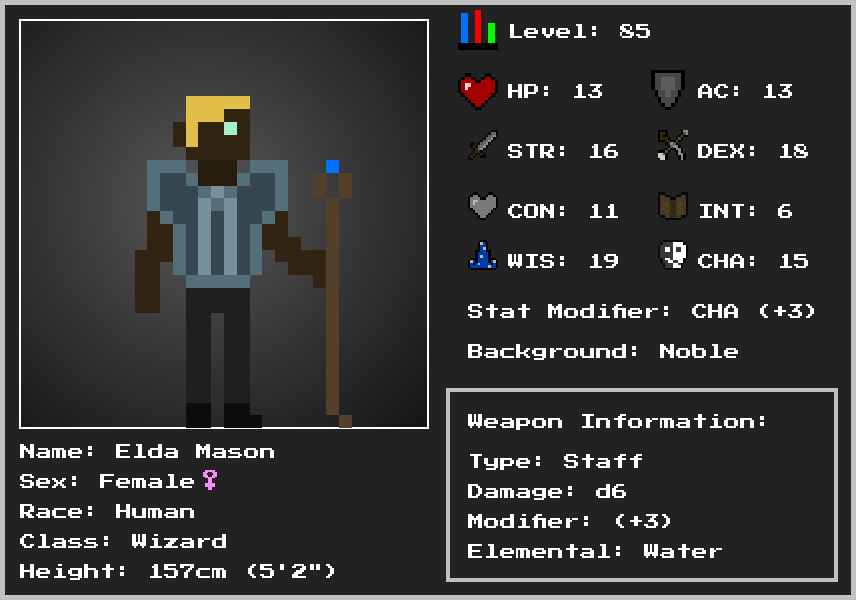 Level: 85
HP: 13 AC: 13
STR: 16 DEX: 18
CON: 11 INT: 6
WIS: 19 CHA: 15
Stat Modifier: CHA (+3)
Background: Noble
Weapon Information:
Type: Staff
Damage: d6
Modifier: (+3)
Elemental: Water
Name: Elda Mason
Sex: Female♀
Race: Human
Class: Wizard
Height: 157cm (5'2")